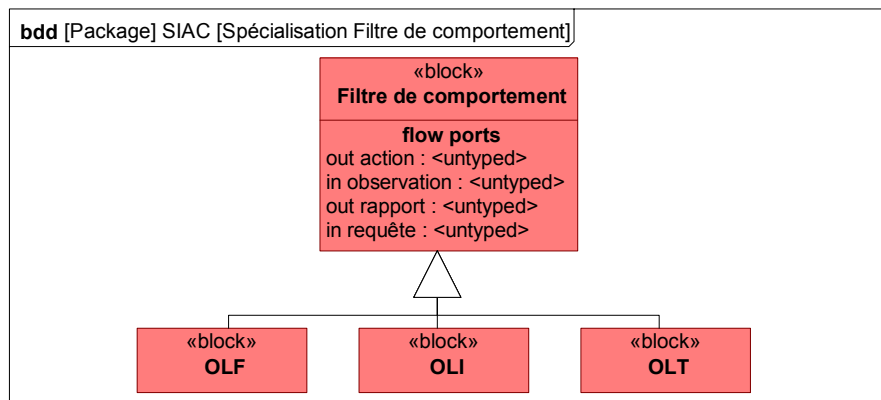 bdd [Package] SIAC [Spécialisation Filtre de comportement]
«block»
Filtre de comportement
flow ports
out action : <untyped>
in observation : <untyped>
out rapport : <untyped>
in requête : <untyped>
«block»
OLF
«block»
OLI
«block»
OLT